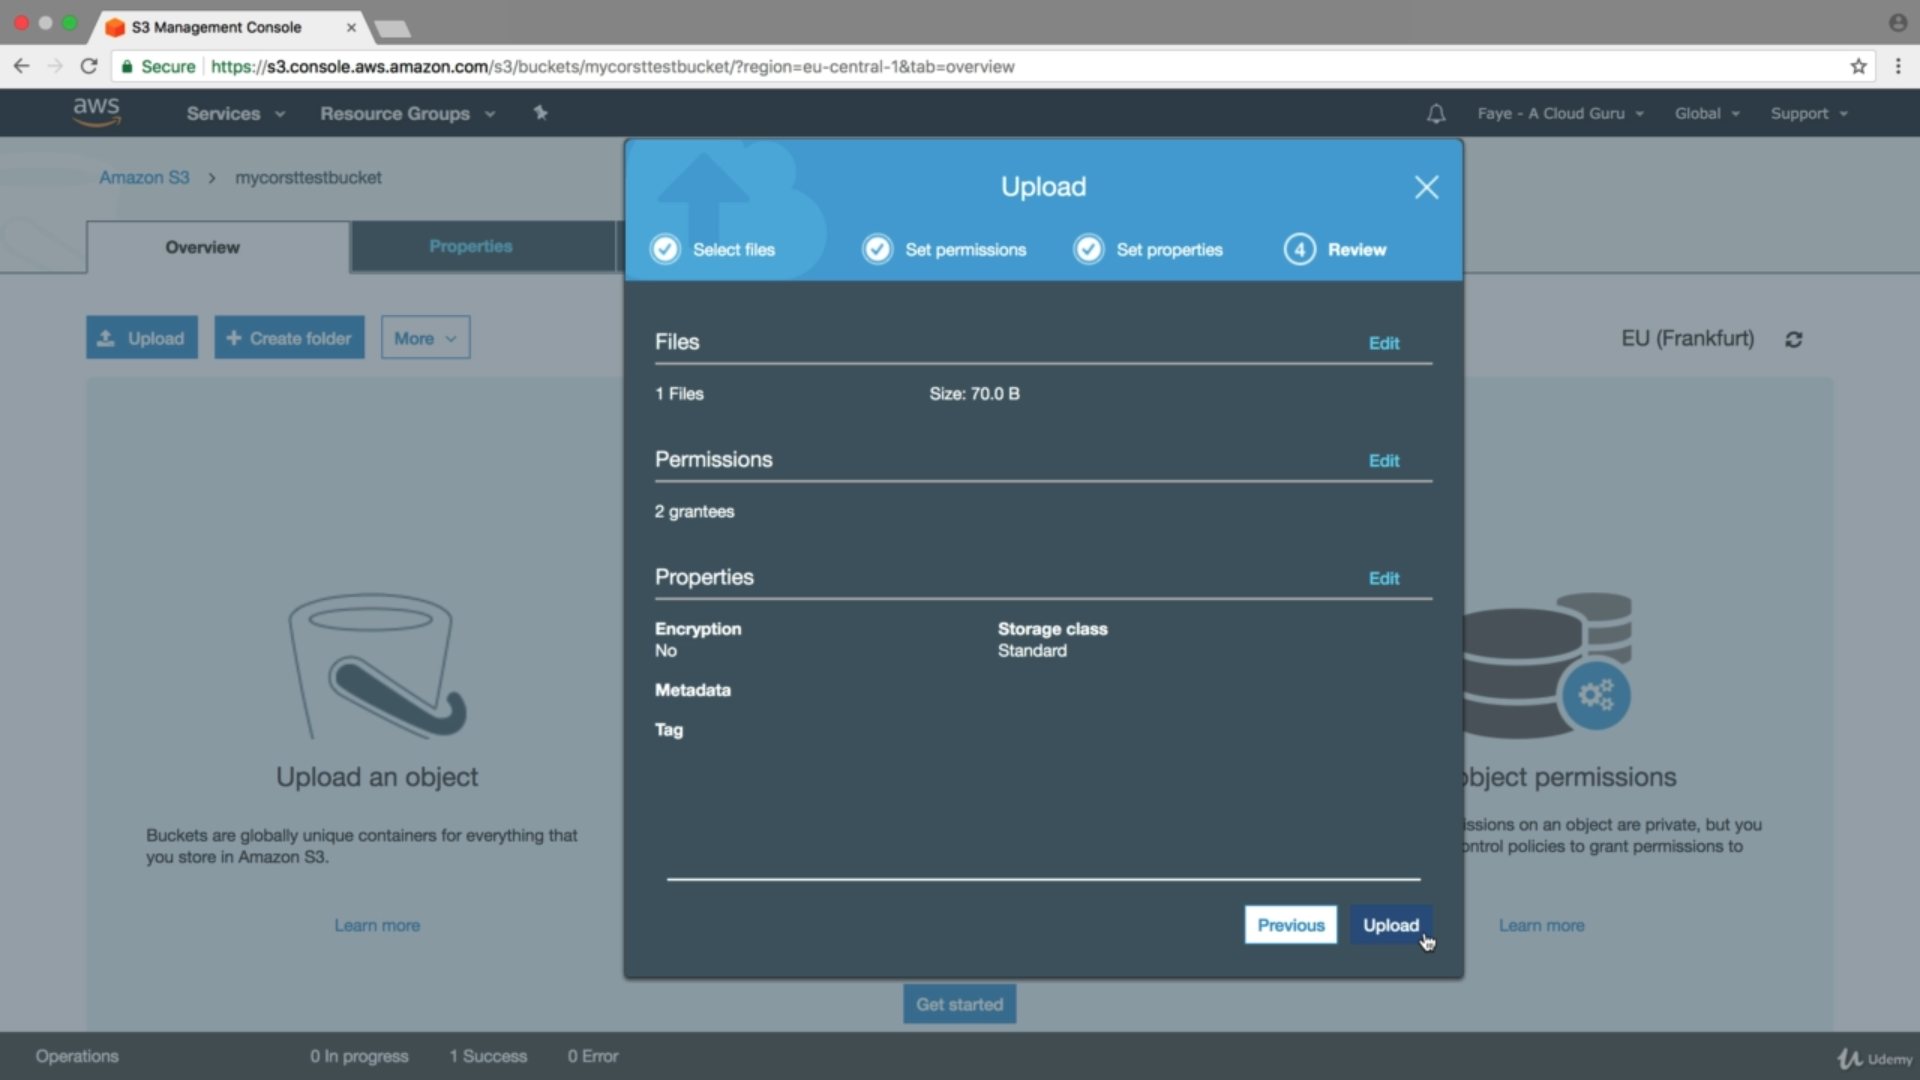 S3 Management Console
Secure https://s3.console.aws.amazon.com/s3/buckets/mycorsttestbucket/?region=eu-central-1&tab=overview
aws Services Resource Groups Faye - A Cloud Guru Global Support
Amazon S3 > mycorsttestbucket
Overview Properties
Upload + Create folder More
EU (Frankfurt)
Upload an object
Buckets are globally unique containers for everything that
you store in Amazon S3.
Learn more
Upload
Select files Set permissions Set properties 4 Review
Files Edit
1 Files Size: 70.0 B
Permissions Edit
2 grantees
Properties Edit
Encryption Storage class
No Standard
Metadata
Tag
Previous Upload
object permissions
issions on an object are private, but you
ontrol policies to grant permissions to
Learn more
Get started
Operations 0 In progress 1 Success 0 Error
Udemy